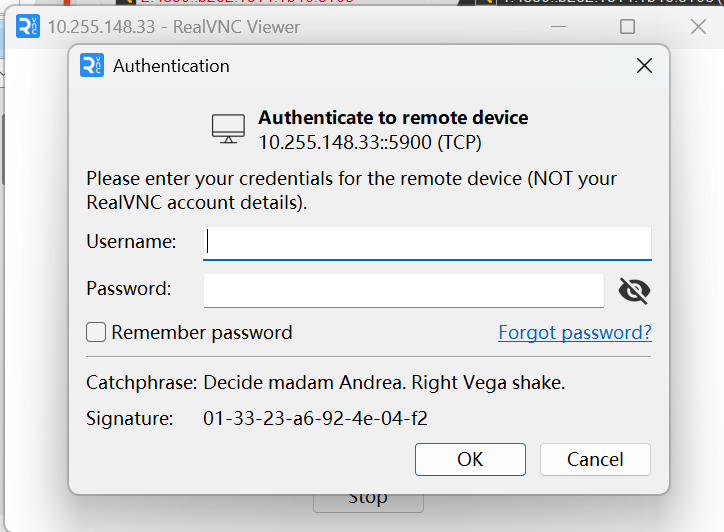 10.255.148.33 - RealVNC Viewer
Authentication
Authenticate to remote device
10.255.148.33::5900 (TCP)
Please enter your credentials for the remote device (NOT your
RealVNC account details).
Username:
Password:
Remember password
Forgot password?
Catchphrase: Decide madam Andrea. Right Vega shake.
Signature: 01-33-23-a6-92-4e-04-f2
OK
Cancel
Stop